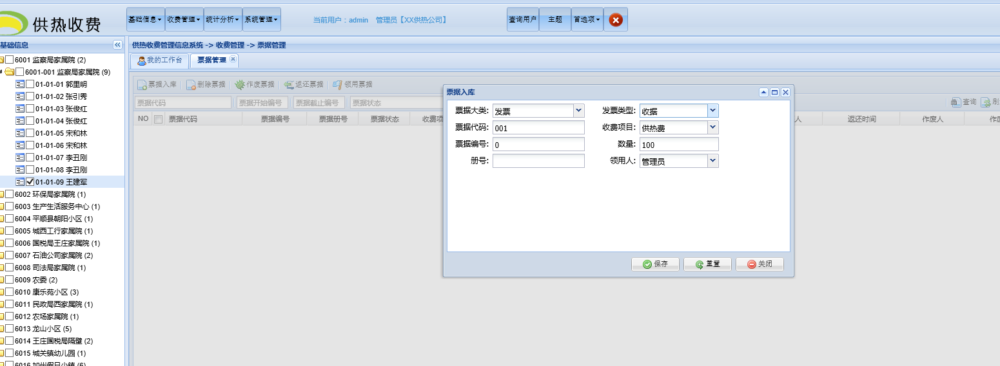 供热收费
基础信息 收费管理 统计分析 系统管理
当前用户：admin 管理员【XX供热公司】
查询用户 主题 首选项
基础信息
供热收费管理信息系统 -> 收费管理 -> 票据管理
我的工作台 票据管理
6001 监察局家属院 (2)
6001-001 监察局家属院 (9)
01-01-01 郭里明
01-01-02 张引秀
01-01-03 张俊红
01-01-04 张俊红
01-01-05 宋和林
01-01-06 宋和林
01-01-07 李丑刚
01-01-08 李丑刚
01-01-09 王建军
6002 环保局家属院 (1)
6003 生产生活服务中心 (1)
6004 平顺县朝阳小区 (1)
6005 城西工行家属院 (1)
6006 国税局王庄家属院 (1)
6007 石油公司家属院 (2)
6008 司法局家属院 (1)
6009 农委 (2)
6010 康乐苑小区 (3)
6011 民政局西家属院 (1)
6012 农场家属院 (1)
6013 龙山小区 (5)
6014 王庄国税局隔壁 (2)
6015 城关镇幼儿园 (1)
6016 加州假日小镇 (6)
票据入库 删除票据 作废票据 返还票据 领用票据
票据代码 票据开始编号 票据截止编号 票据状态
查询 刷
NO 票据代码 票据编号 票据册号 票据状态 收费项 人 返还时间 作废人 作废
票据入库
票据大类: 发票 发票类型: 收据
票据代码: 001 收费项目: 供热费
票据编号: 0 数量: 100
册号: 领用人: 管理员
保存 重置 关闭